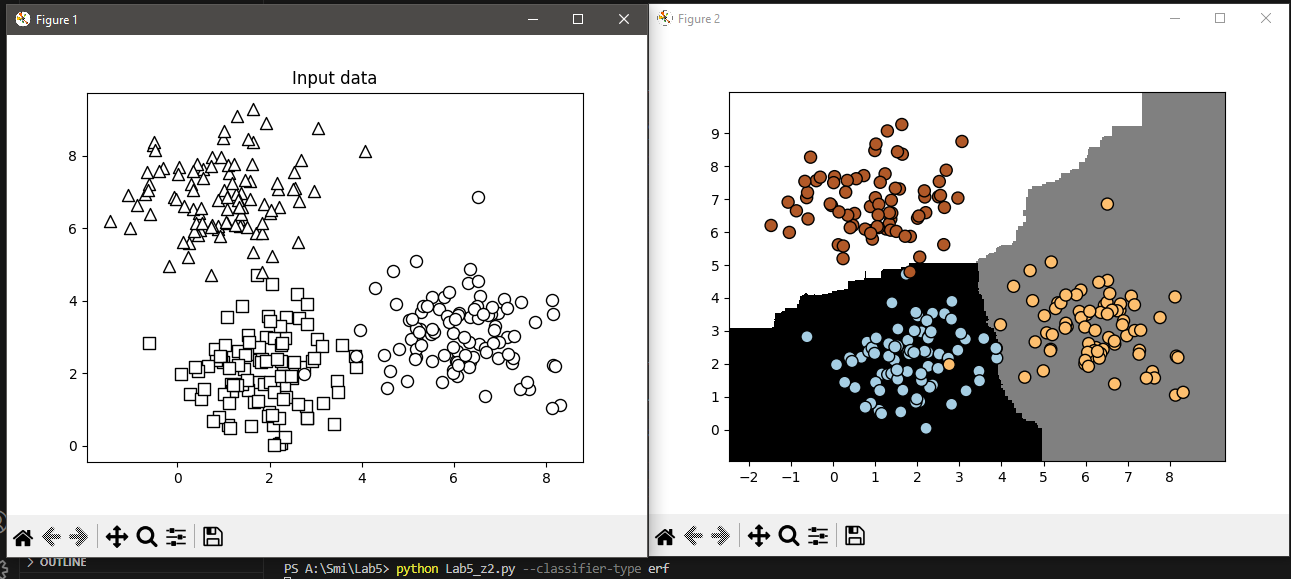 Figure 1
Input data
8
6
4
2
0
0 2 4 6 8
Figure 2
9
8
7
6
5
4
3
2
1
0
−2 −1 0 1 2 3 4 5 6 7 8
OUTLINE
PS A:\Smi\Lab5> python Lab5_z2.py --classifier-type erf